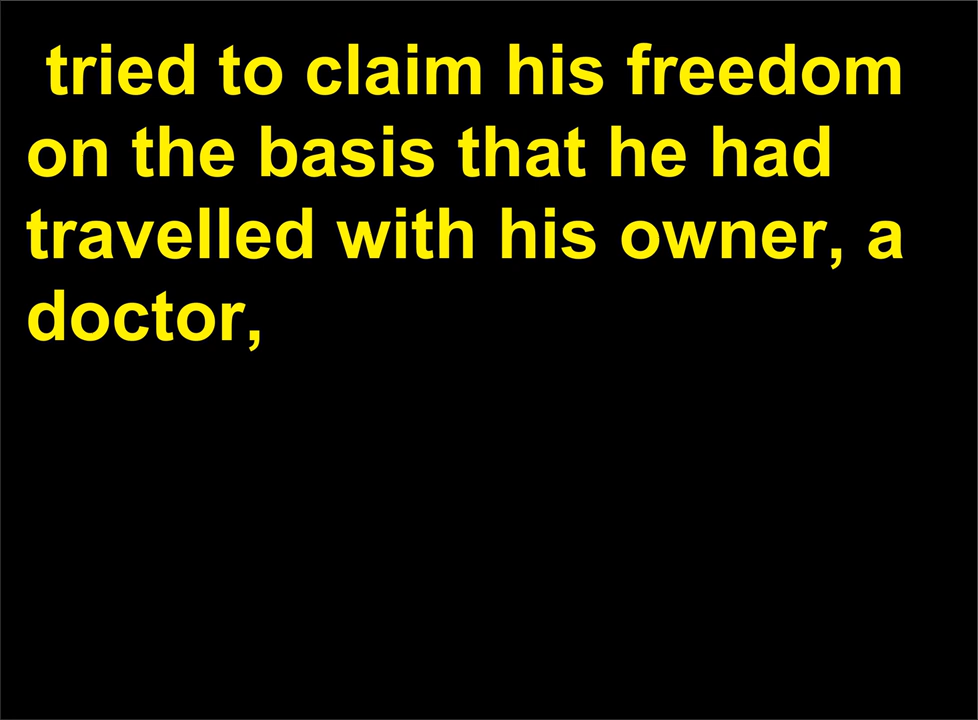 tried to claim his freedom
on the basis that he had
travelled with his owner, a
doctor,